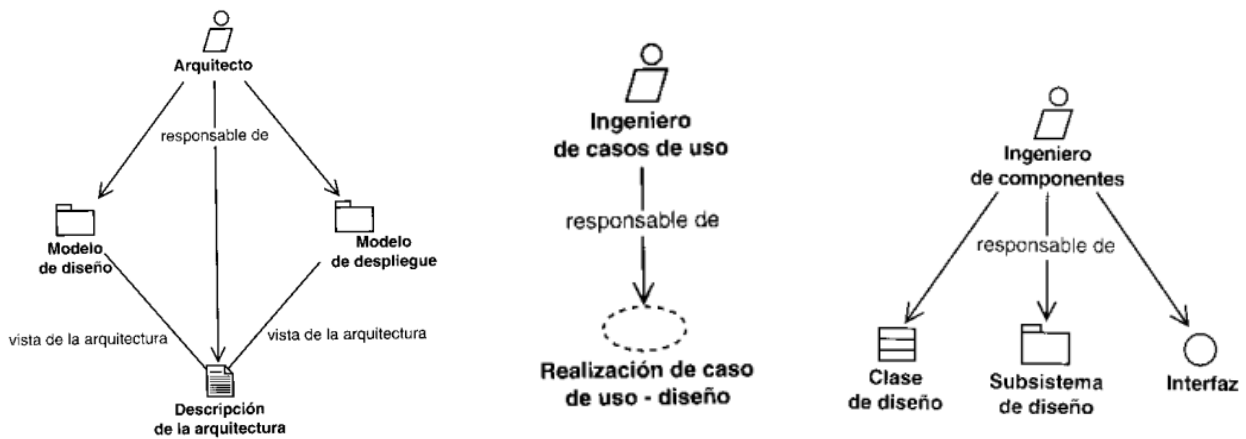 Arquitecto
responsable de
Modelo
de diseño
Modelo
de despliegue
vista de la arquitectura
vista de la arquitectura
Descripción
de la arquitectura
Ingeniero
de casos de uso
responsable de
Realización de caso
de uso - diseño
Ingeniero
de componentes
responsable de
Clase
de diseño
Subsistema
de diseño
Interfaz